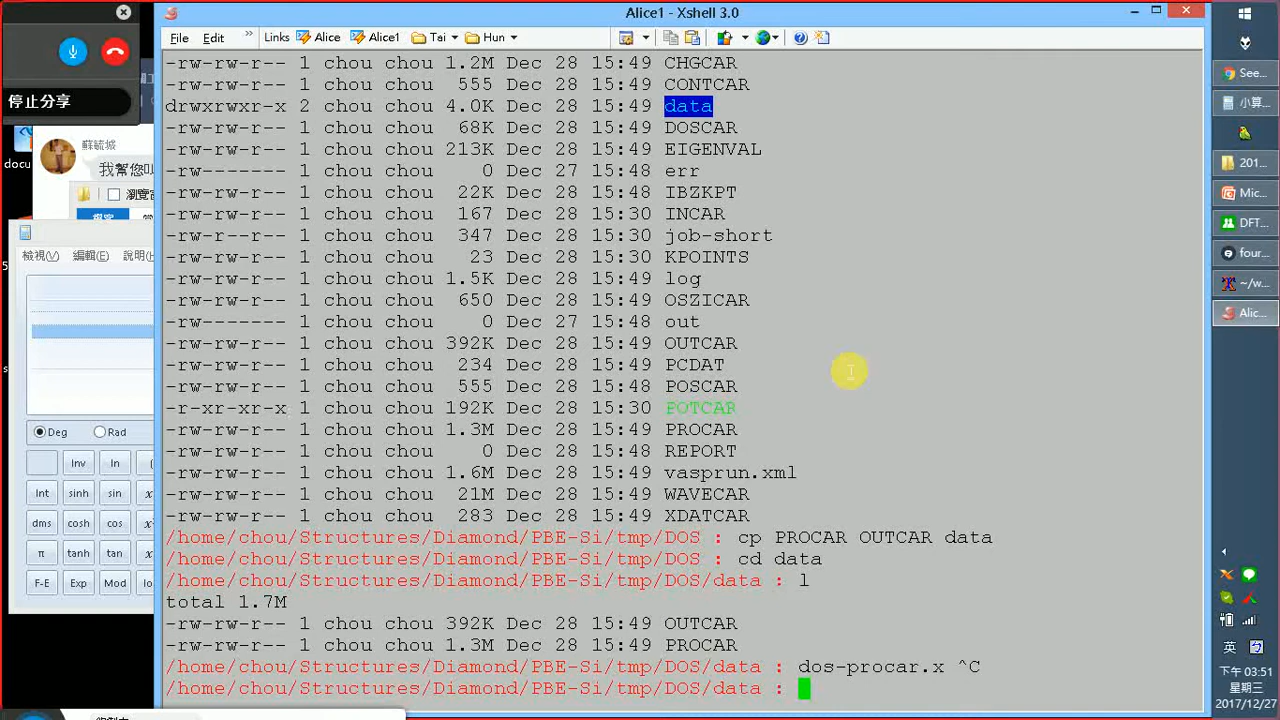 Alice1 - Xshell 3.0
File Edit » Links Alice Alice1 Tai Hun
停止分享
docu
蘇毓城
我幫您
瀏覽
檢視(V) 編輯(E) 說明(H)
Deg Rad
Inv ln
Int sinh sin
dms cosh cos
π tanh tan
F-E Exp Mod
-rw-rw-r-- 1 chou chou 1.2M Dec 28 15:49 CHGCAR
-rw-rw-r-- 1 chou chou 555 Dec 28 15:49 CONTCAR
drwxrwxr-x 2 chou chou 4.0K Dec 28 15:49 data
-rw-rw-r-- 1 chou chou 68K Dec 28 15:49 DOSCAR
-rw-rw-r-- 1 chou chou 213K Dec 28 15:49 EIGENVAL
-rw------- 1 chou chou 0 Dec 27 15:48 err
-rw-rw-r-- 1 chou chou 22K Dec 28 15:48 IBZKPT
-rw-rw-r-- 1 chou chou 167 Dec 28 15:30 INCAR
-rw-r--r-- 1 chou chou 347 Dec 28 15:30 job-short
-rw-rw-r-- 1 chou chou 23 Dec 28 15:30 KPOINTS
-rw-rw-r-- 1 chou chou 1.5K Dec 28 15:49 log
-rw-rw-r-- 1 chou chou 650 Dec 28 15:49 OSZICAR
-rw------- 1 chou chou 0 Dec 27 15:48 out
-rw-rw-r-- 1 chou chou 392K Dec 28 15:49 OUTCAR
-rw-rw-r-- 1 chou chou 234 Dec 28 15:49 PCDAT
-rw-rw-r-- 1 chou chou 555 Dec 28 15:48 POSCAR
-r-xr-xr-x 1 chou chou 192K Dec 28 15:30 POTCAR
-rw-rw-r-- 1 chou chou 1.3M Dec 28 15:49 PROCAR
-rw-rw-r-- 1 chou chou 0 Dec 28 15:48 REPORT
-rw-rw-r-- 1 chou chou 1.6M Dec 28 15:49 vasprun.xml
-rw-rw-r-- 1 chou chou 21M Dec 28 15:49 WAVECAR
-rw-rw-r-- 1 chou chou 283 Dec 28 15:49 XDATCAR
/home/chou/Structures/Diamond/PBE-Si/tmp/DOS : cp PROCAR OUTCAR data
/home/chou/Structures/Diamond/PBE-Si/tmp/DOS : cd data
/home/chou/Structures/Diamond/PBE-Si/tmp/DOS/data : l
total 1.7M
-rw-rw-r-- 1 chou chou 392K Dec 28 15:49 OUTCAR
-rw-rw-r-- 1 chou chou 1.3M Dec 28 15:49 PROCAR
/home/chou/Structures/Diamond/PBE-Si/tmp/DOS/data : dos-procar.x ^C
/home/chou/Structures/Diamond/PBE-Si/tmp/DOS/data :
See...
小算...
201...
Mic...
DFT...
four...
~/w...
Alic...
英
下午 03:51
星期三
2017/12/27